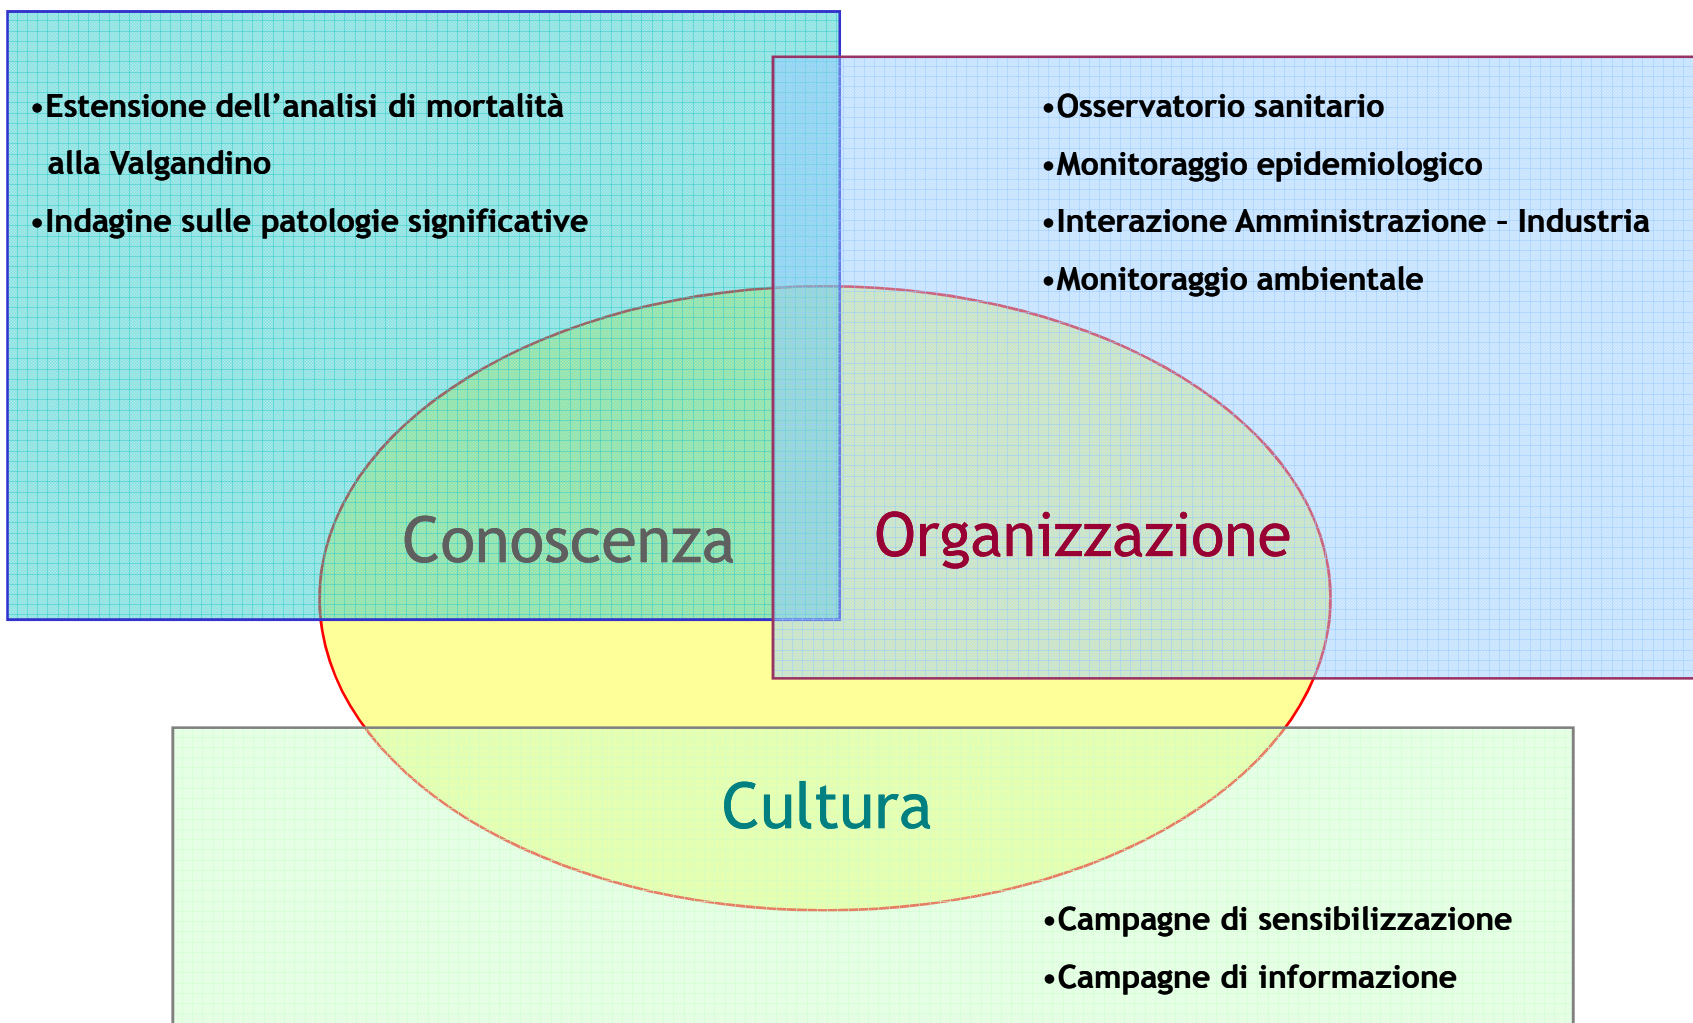 •Estensione dell’analisi di mortalità
alla Valgandino
•Indagine sulle patologie significative
•Osservatorio sanitario
•Monitoraggio epidemiologico
•Interazione Amministrazione – Industria
•Monitoraggio ambientale
Conoscenza
Organizzazione
Cultura
•Campagne di sensibilizzazione
•Campagne di informazione